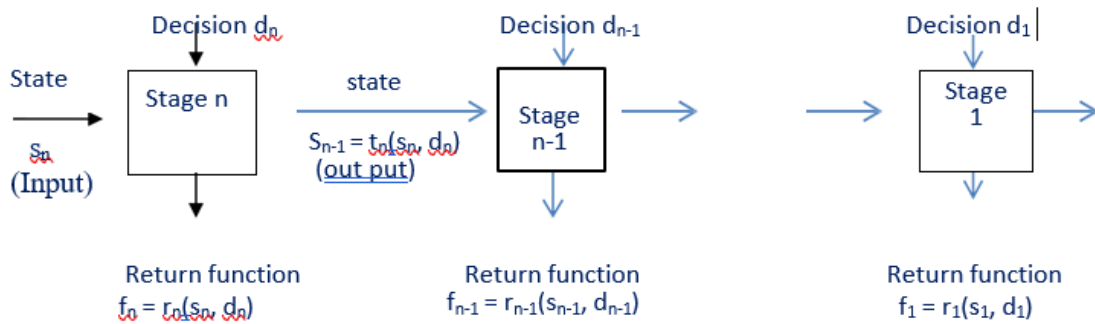 Decision dₙ
Decision dₙ₋₁
Decision d₁
State
Stage n
state
Stage
n-1
Stage
1
sₙ
(Input)
Sₙ₋₁ = tₙ(sₙ, dₙ)
(out put)
Return function
fₙ = rₙ(sₙ, dₙ)
Return function
fₙ₋₁ = rₙ₋₁(sₙ₋₁, dₙ₋₁)
Return function
f₁ = r₁(s₁, d₁)